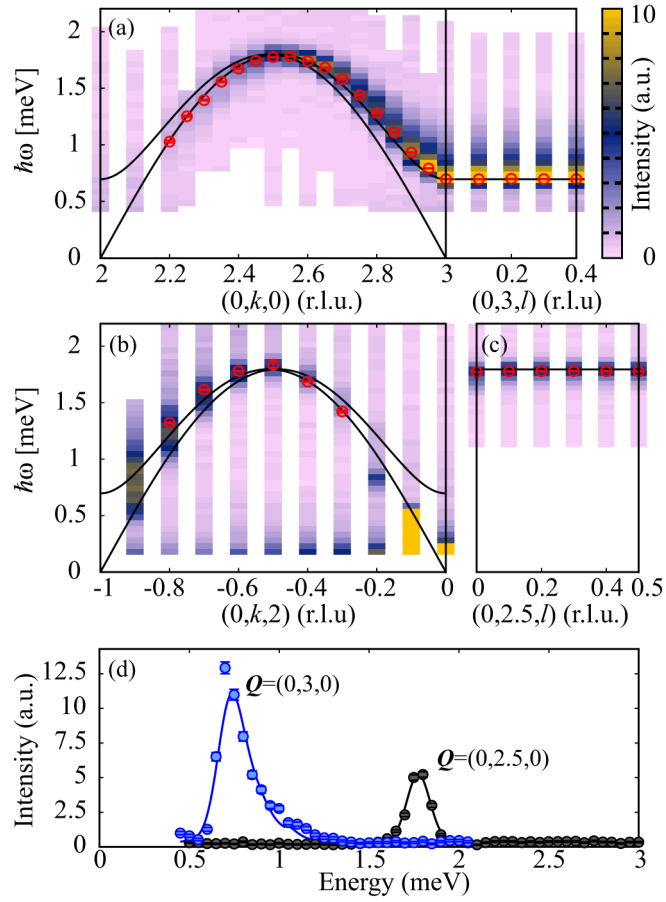 (a)
2
1.5
1
0.5
0
ħω [meV]
2 2.2 2.4 2.6 2.8 3 0.2 0.4
(0,k,0) (r.l.u.) (0,3,l) (r.l.u)
10
0
Intensity (a.u.)
(b)
(c)
2
1.5
1
0.5
0
ħω [meV]
-1 -0.8 -0.6 -0.4 -0.2 0 0 0.2 0.4 0.5
(0,k,2) (r.l.u) (0,2.5,l) (r.l.u.)
(d)
12.5
10
7.5
5
2.5
0
Intensity (a.u.)
Q=(0,3,0)
Q=(0,2.5,0)
0 0.5 1 1.5 2 2.5 3
Energy (meV)